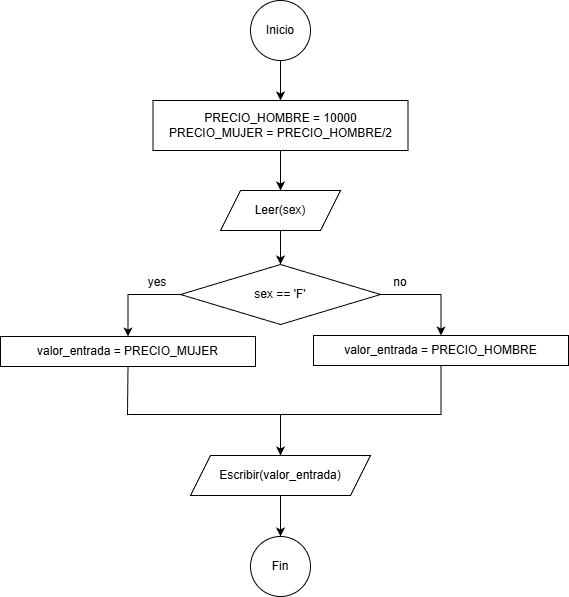 Inicio
PRECIO_HOMBRE = 10000
PRECIO_MUJER = PRECIO_HOMBRE/2
Leer(sex)
sex == 'F'
yes
no
valor_entrada = PRECIO_MUJER
valor_entrada = PRECIO_HOMBRE
Escribir(valor_entrada)
Fin